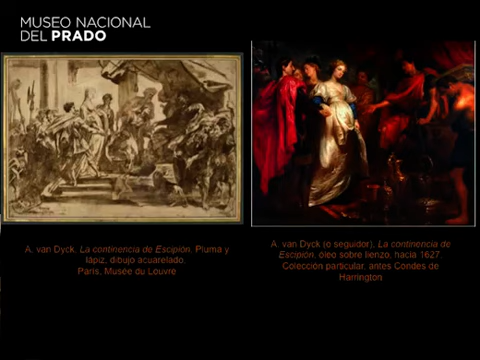 MUSEO NACIONAL
DEL PRADO
A. van Dyck. La continencia de Escipión. Pluma y
lápiz, dibujo acuarelado.
París, Musée du Louvre
A. van Dyck (o seguidor), La continencia de
Escipión, óleo sobre lienzo, hacia 1627.
Colección particular, antes Condes de
Harrington